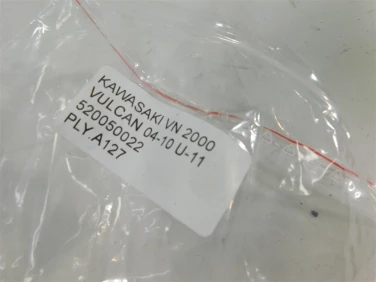 KAWASAKI VN 2000
VULCAN 04-10 U-11
520050022
PLY.A127